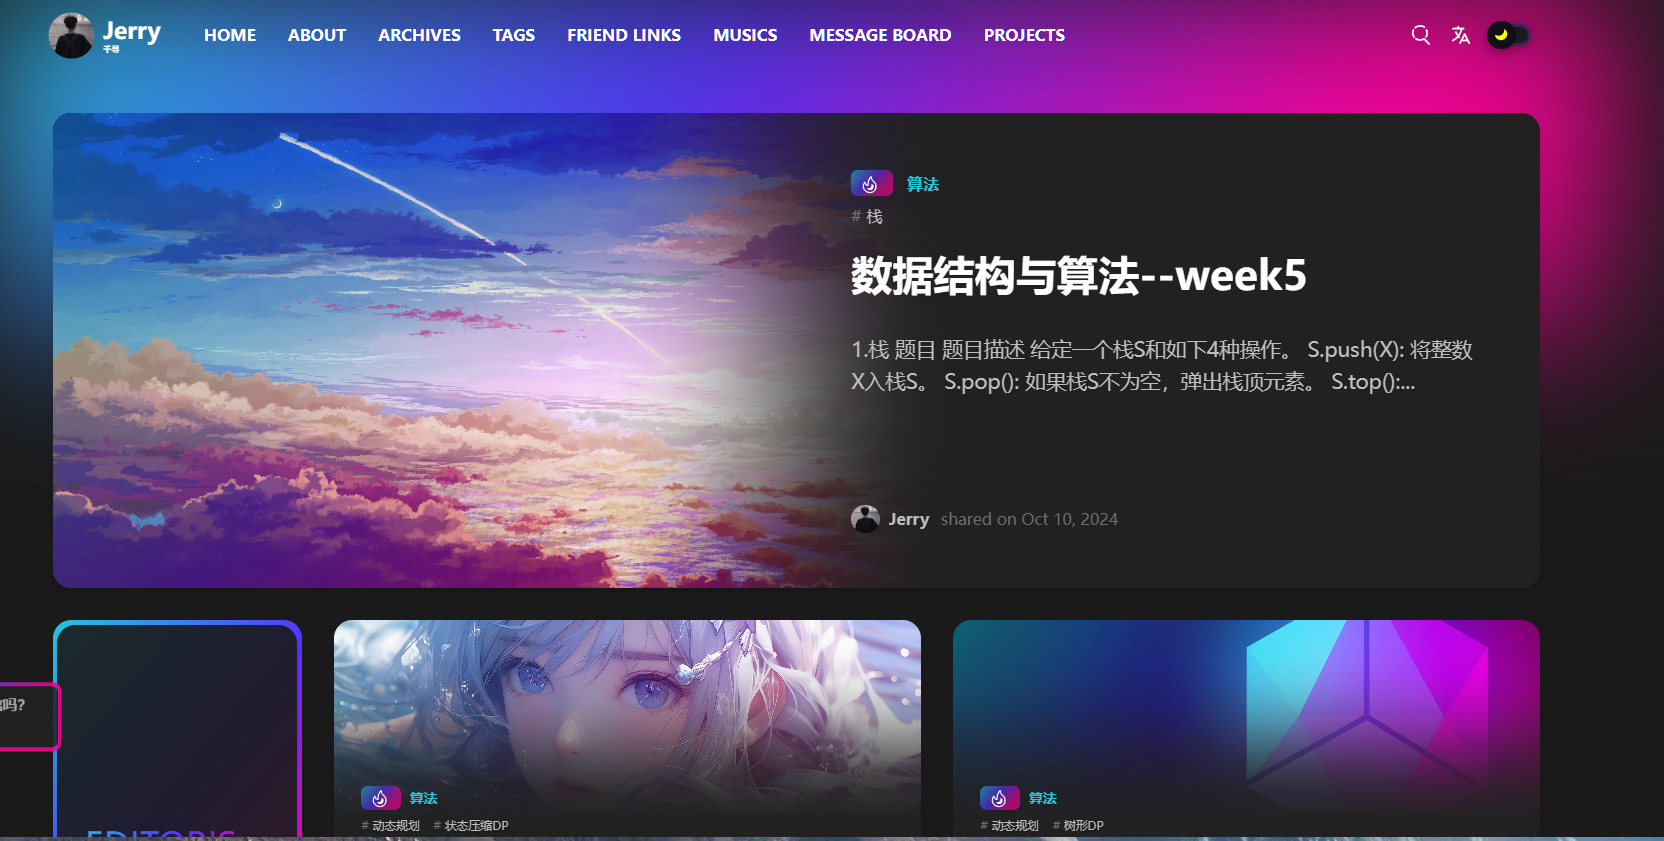 Jerry
千寻
HOME ABOUT ARCHIVES TAGS FRIEND LINKS MUSICS MESSAGE BOARD PROJECTS
算法
# 栈
数据结构与算法--week5
1.栈 题目 题目描述 给定一个栈S和如下4种操作。 S.push(X): 将整数
X入栈S。 S.pop(): 如果栈S不为空，弹出栈顶元素。 S.top():...
Jerry shared on Oct 10, 2024
吗?
EDITOR'S
算法
# 动态规划 # 状态压缩DP
算法
# 动态规划 # 树形DP